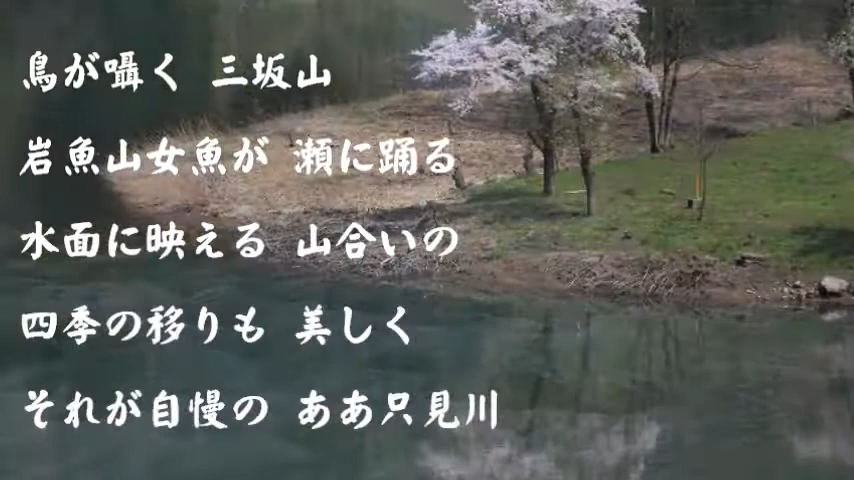 鳥が囁く 三坂山
岩魚山女魚が 瀬に踊る
水面に映える 山合いの
四季の移りも 美しく
それが自慢の ああ只見川